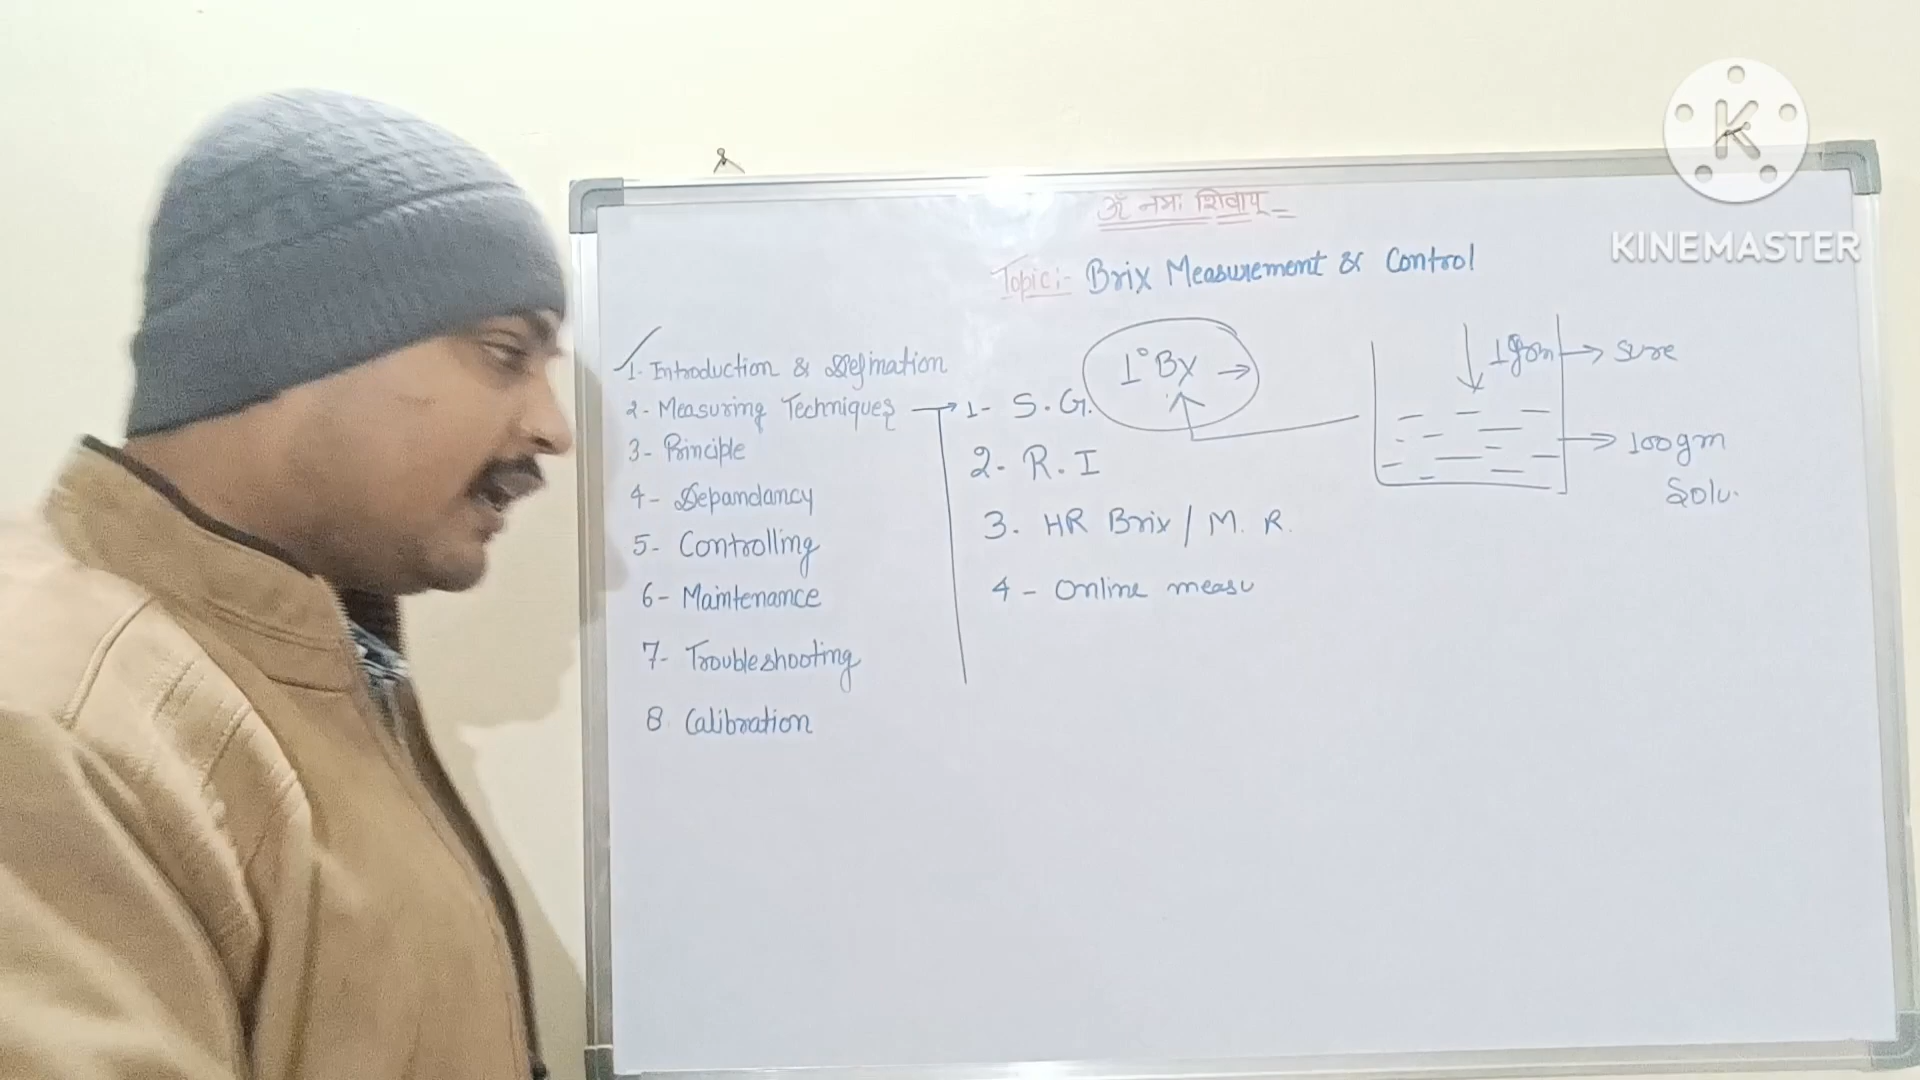 ॐ नमः शिवाय
Topic:- Brix Measurement & Control
1- Introduction & Defination
2- Measuring Techniques
3- Principle
4- Depandancy
5- Controlling
6- Maintenance
7- Troubleshooting
8. Calibration
1- S.G.
2. R.I
3. HR Brix / M. R.
4- Online measu
1°Bx
1gm
100gm
Solu.
K
KINEMASTER